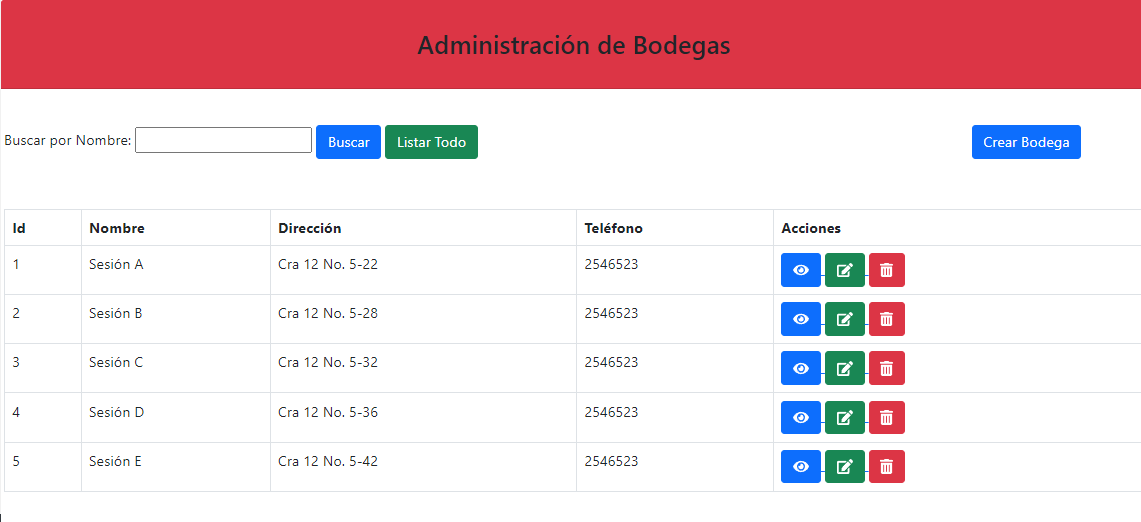 Administración de Bodegas
Buscar por Nombre: Buscar Listar Todo Crear Bodega
Id Nombre Dirección Teléfono Acciones
1 Sesión A Cra 12 No. 5-22 2546523
2 Sesión B Cra 12 No. 5-28 2546523
3 Sesión C Cra 12 No. 5-32 2546523
4 Sesión D Cra 12 No. 5-36 2546523
5 Sesión E Cra 12 No. 5-42 2546523